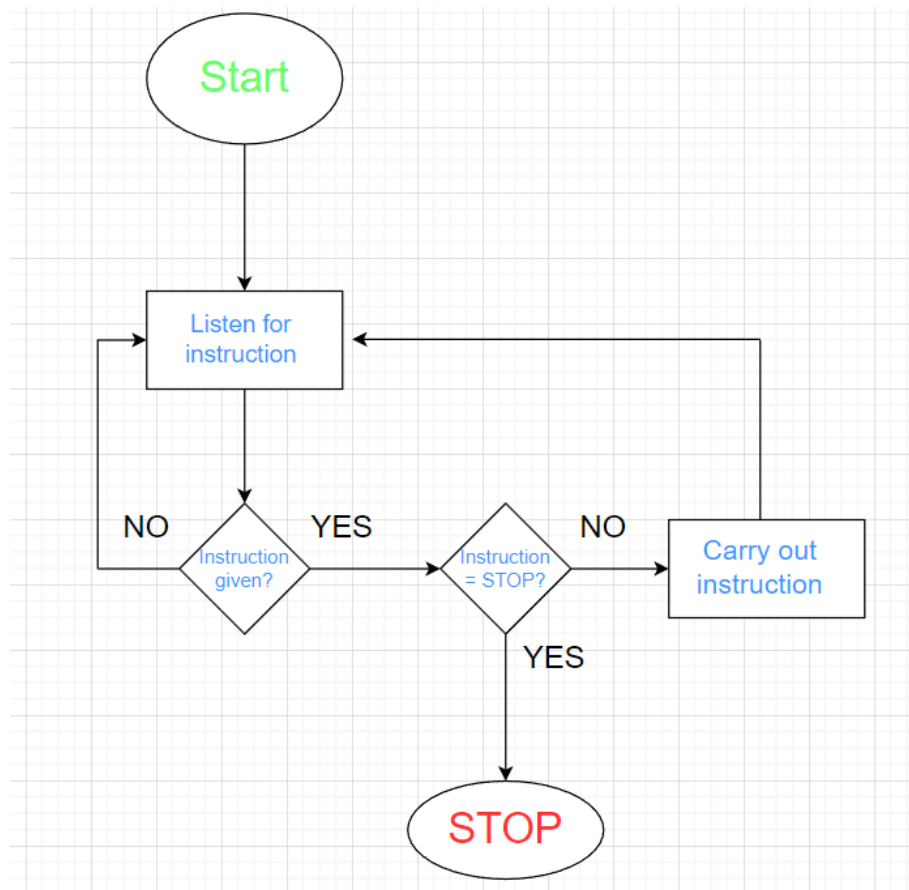 Start
Listen for
instruction
NO
YES
NO
Instruction
given?
Instruction
= STOP?
Carry out
instruction
YES
STOP